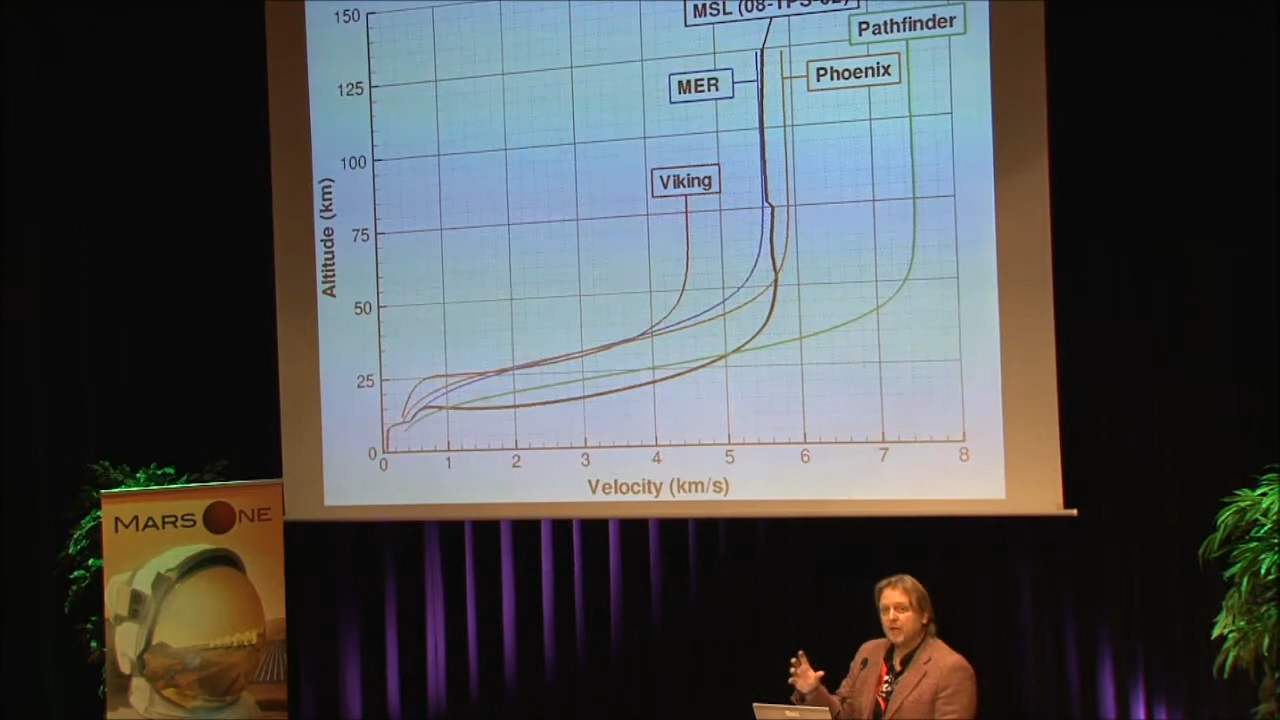 MSL (08-TPS-02)
Pathfinder
MER
Phoenix
Viking
150
125
100
75
50
25
0
Altitude (km)
0 1 2 3 4 5 6 7 8
Velocity (km/s)
MARS ONE